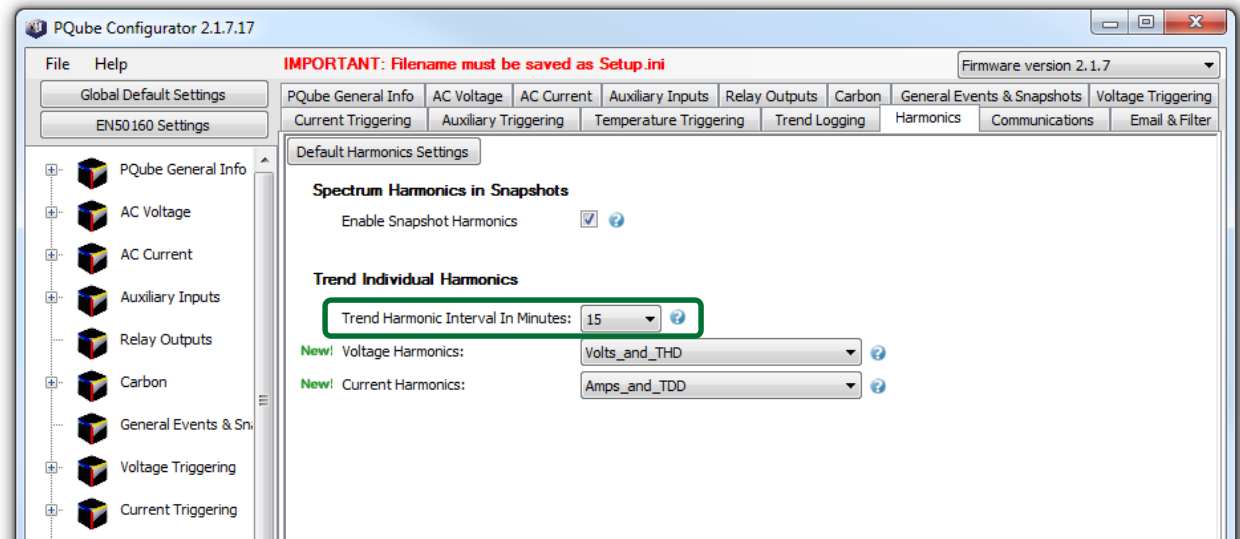 PQube Configurator 2.1.7.17
File Help IMPORTANT: Filename must be saved as Setup.ini Firmware version 2.1.7
Global Default Settings
EN50160 Settings
PQube General Info AC Voltage AC Current Auxiliary Inputs Relay Outputs Carbon General Events & Snapshots Voltage Triggering
Current Triggering Auxiliary Triggering Temperature Triggering Trend Logging Harmonics Communications Email & Filter
PQube General Info
AC Voltage
AC Current
Auxiliary Inputs
Relay Outputs
Carbon
General Events & Sna
Voltage Triggering
Current Triggering
Default Harmonics Settings
Spectrum Harmonics in Snapshots
Enable Snapshot Harmonics
Trend Individual Harmonics
Trend Harmonic Interval In Minutes: 15
New! Voltage Harmonics: Volts_and_THD
New! Current Harmonics: Amps_and_TDD